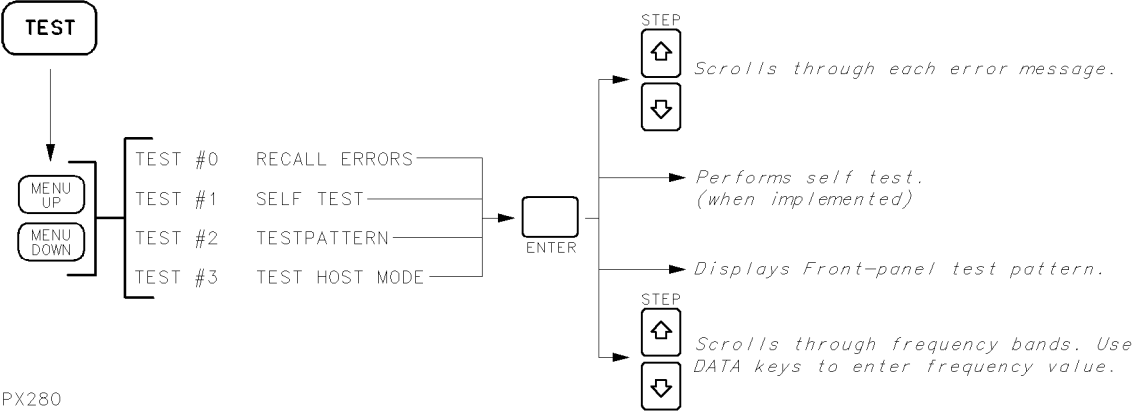 TEST
STEP
Scrolls through each error message.
MENU
UP
MENU
DOWN
TEST #0 RECALL ERRORS
TEST #1 SELF TEST
TEST #2 TESTPATTERN
TEST #3 TEST HOST MODE
ENTER
Performs self test.
(when implemented)
Displays Front-panel test pattern.
STEP
Scrolls through frequency bands. Use
DATA keys to enter frequency value.
PX280